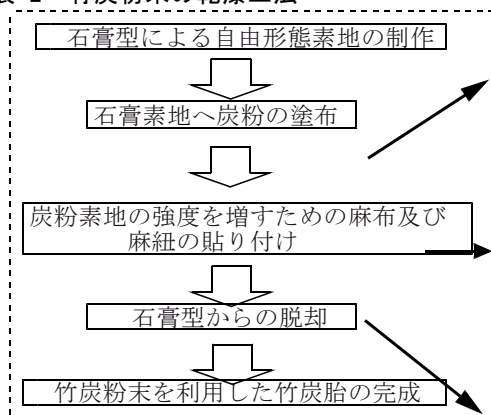 石膏型による自由形態素地の制作
石膏素地へ炭粉の塗布
炭粉素地の強度を増すための麻布及び
麻紐の貼り付け
石膏型からの脱却
竹炭粉末を利用した竹炭胎の完成